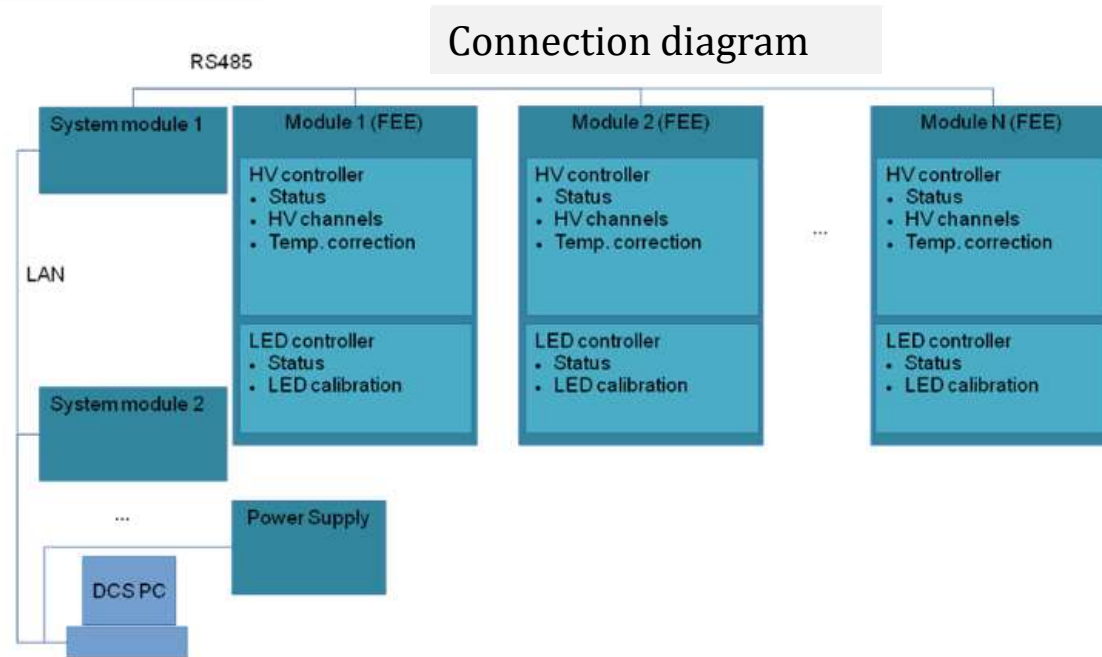 Connection diagram
RS485
System module 1
Module 1 (FEE)
HV controller
• Status
• HV channels
• Temp. correction
LED controller
• Status
• LED calibration
Module 2 (FEE)
HV controller
• Status
• HV channels
• Temp. correction
LED controller
• Status
• LED calibration
...
Module N (FEE)
HV controller
• Status
• HV channels
• Temp. correction
LED controller
• Status
• LED calibration
LAN
System module 2
...
Power Supply
DCS PC